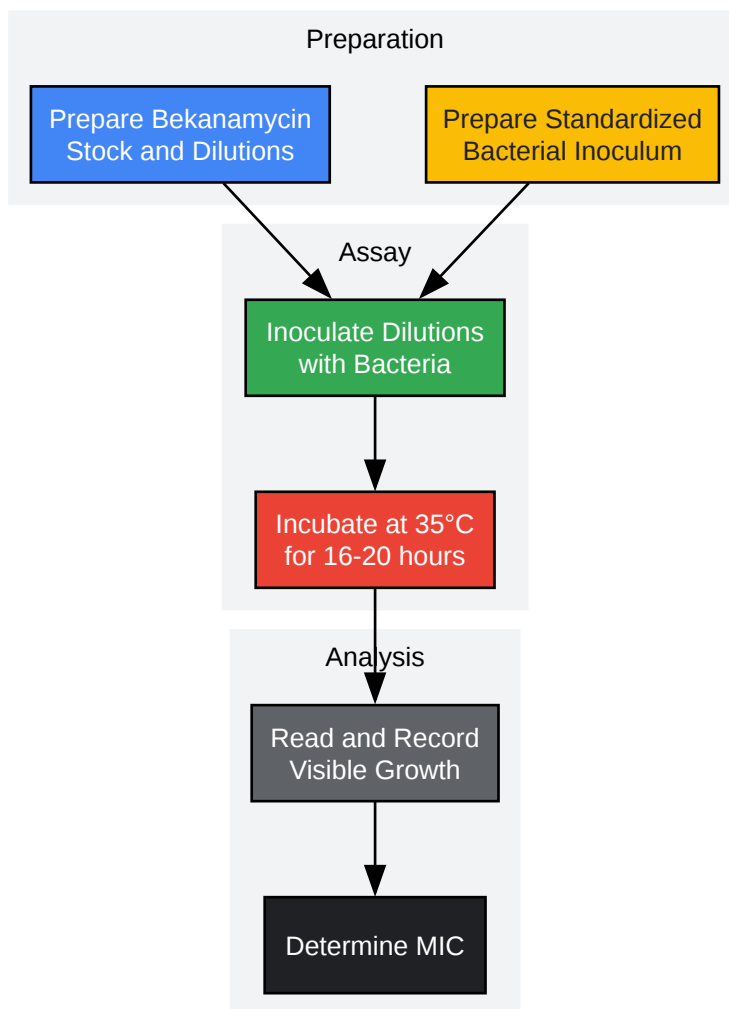 Preparation
Prepare Bekanamycin
Stock and Dilutions
Prepare Standardized
Bacterial Inoculum
Assay
Inoculate Dilutions
with Bacteria
Incubate at 35°C
for 16-20 hours
Analysis
Read and Record
Visible Growth
Determine MIC